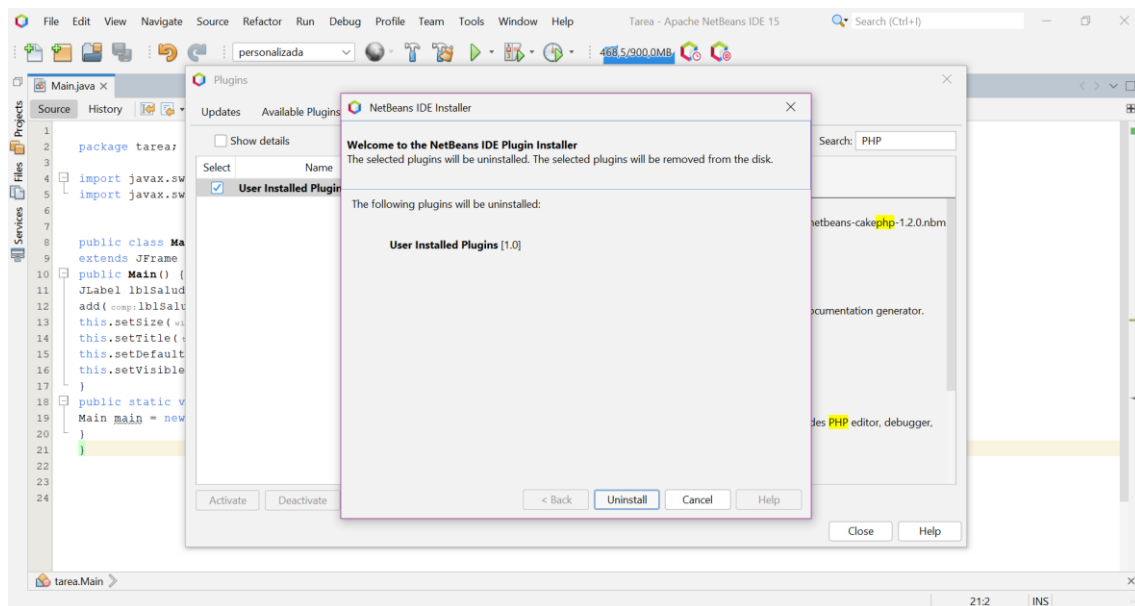 File Edit View Navigate Source Refactor Run Debug Profile Team Tools Window Help Tarea - Apache NetBeans IDE 15 Search (Ctrl+I)
personalizada 468,5/900,0MB
Main.java
Source History
Projects
Files
Services
1
2 package tarea;
3
4 import javax.sw
5 import javax.sw
6
7
8 public class Ma
9 extends JFrame
10 public Main() {
11 JLabel lblSalud
12 add( comp: lblSalu
13 this.setSize( wi
14 this.setTitle(
15 this.setDefault
16 this.setVisible
17 }
18 public static v
19 Main main = new
20 }
21 }
22
23
24
Plugins
Updates Available Plugins
Show details Search: PHP
Select Name
User Installed Plugin
etbeans-cakephp-1.2.0.nbm
ocumentation generator.
des PHP editor, debugger,
Activate Deactivate
Close Help
NetBeans IDE Installer
Welcome to the NetBeans IDE Plugin Installer
The selected plugins will be uninstalled. The selected plugins will be removed from the disk.
The following plugins will be uninstalled:
User Installed Plugins [1.0]
< Back Uninstall Cancel Help
tarea.Main
21:2 INS